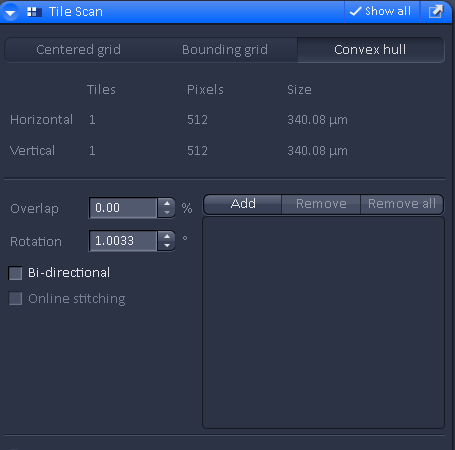 Tile Scan Show all
Centered grid Bounding grid Convex hull
Tiles Pixels Size
Horizontal 1 512 340.08 µm
Vertical 1 512 340.08 µm
Add Remove Remove all
Overlap 0.00 %
Rotation 1.0033 °
Bi-directional
Online stitching